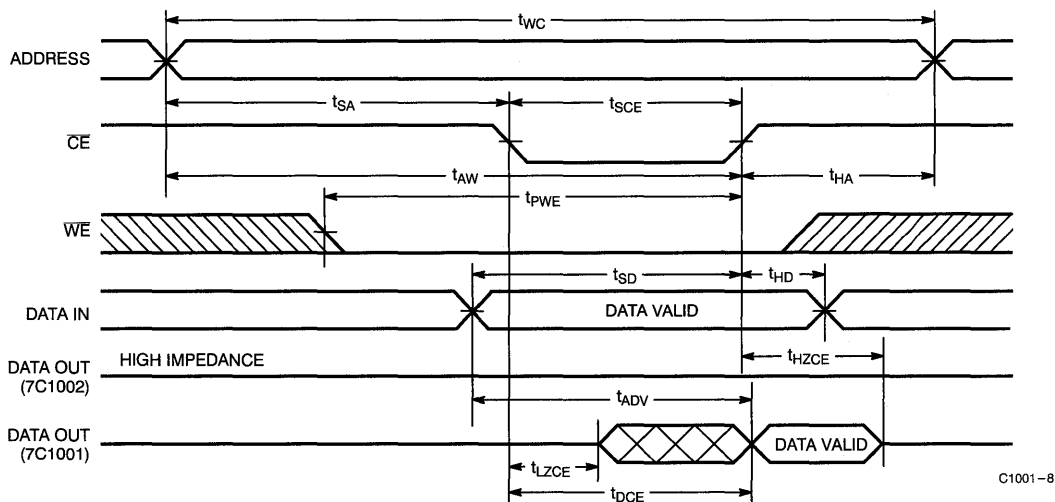 tWC
ADDRESS
tSA
tSCE
CE
tAW
tHA
tPWE
WE
tSD
tHD
DATA IN
DATA VALID
DATA OUT
(7C1002)
HIGH IMPEDANCE
tHZCE
tADV
DATA OUT
(7C1001)
DATA VALID
tLZCE
tDCE
C1001–8